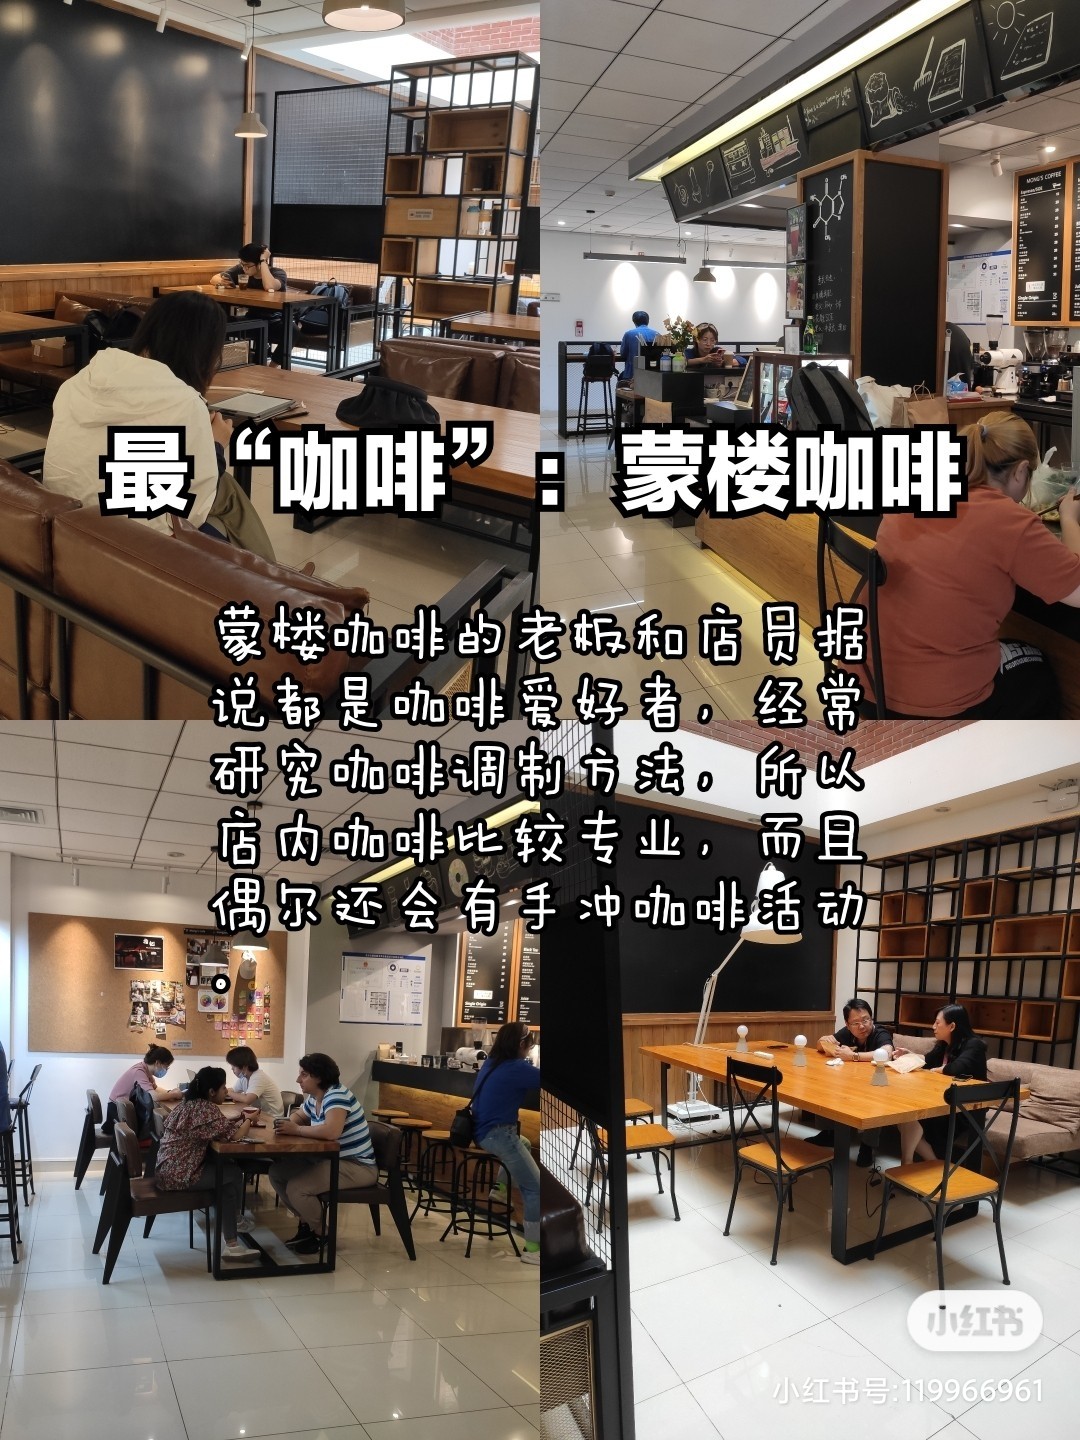 MONG'S COFFEE
Single Origin
最“咖啡”：蒙楼咖啡
蒙楼咖啡的老板和店员据
说都是咖啡爱好者，经常
研究咖啡调制方法，所以
店内咖啡比较专业，而且
偶尔还会有手冲咖啡活动
。
Single Origin
小红书
小红书号:119966961